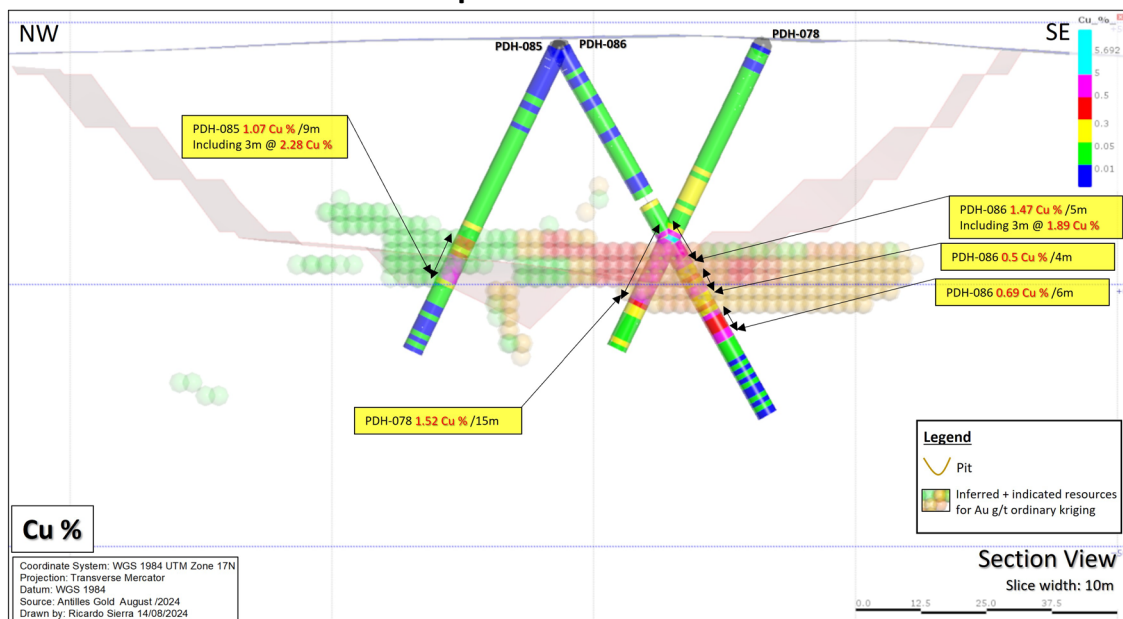 NW
PDH-085
PDH-086
PDH-078
SE
Cu_%_
5.692
5
0.5
0.3
0.05
0.01
PDH-085 1.07 Cu % /9m
Including 3m @ 2.28 Cu %
PDH-086 1.47 Cu % /5m
Including 3m @ 1.89 Cu %
PDH-086 0.5 Cu % /4m
PDH-086 0.69 Cu % /6m
PDH-078 1.52 Cu % /15m
Legend
Pit
Inferred + indicated resources
for Au g/t ordinary kriging
Cu %
Coordinate System: WGS 1984 UTM Zone 17N
Projection: Transverse Mercator
Datum: WGS 1984
Source: Antilles Gold August /2024
Drawn by: Ricardo Sierra 14/08/2024
Section View
Slice width: 10m
0.0 12.5 25.0 37.5